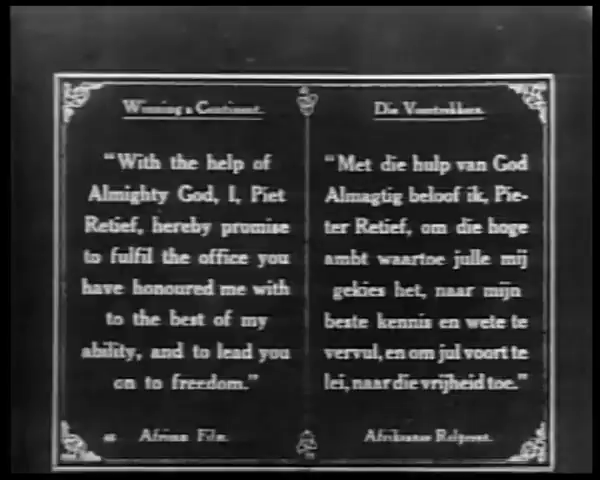 Winning a Continent.
"With the help of
Almighty God, I, Piet
Retief, hereby promise
to fulfil the office you
have honoured me with
to the best of my
ability, and to lead you
on to freedom."
African Film.
Die Voortrekkers.
"Met die hulp van God
Almagtig beloof ik, Pie-
ter Retief, om die hoge
ambt waartoe julle mij
gekies het, naar mijn
beste kennis en wete te
vervul, en om jul voort te
lei, naar die vrijheid toe."
Afrikaanse Rolprent.